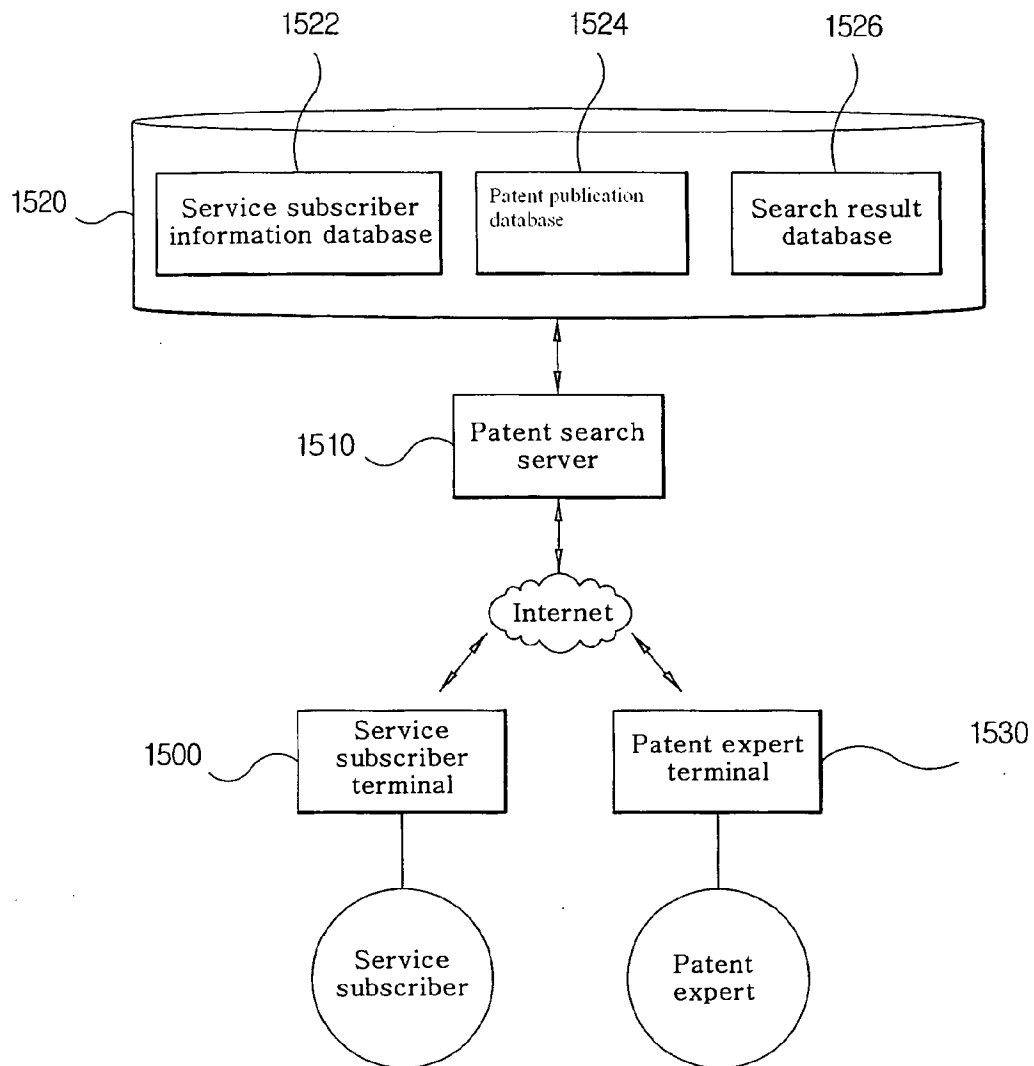 1522
1524
1526
1520
Service subscriber
information database
Patent publication
database
Search result
database
1510
Patent search
server
Internet
1500
Service
subscriber
terminal
Patent expert
terminal
1530
Service
subscriber
Patent
expert